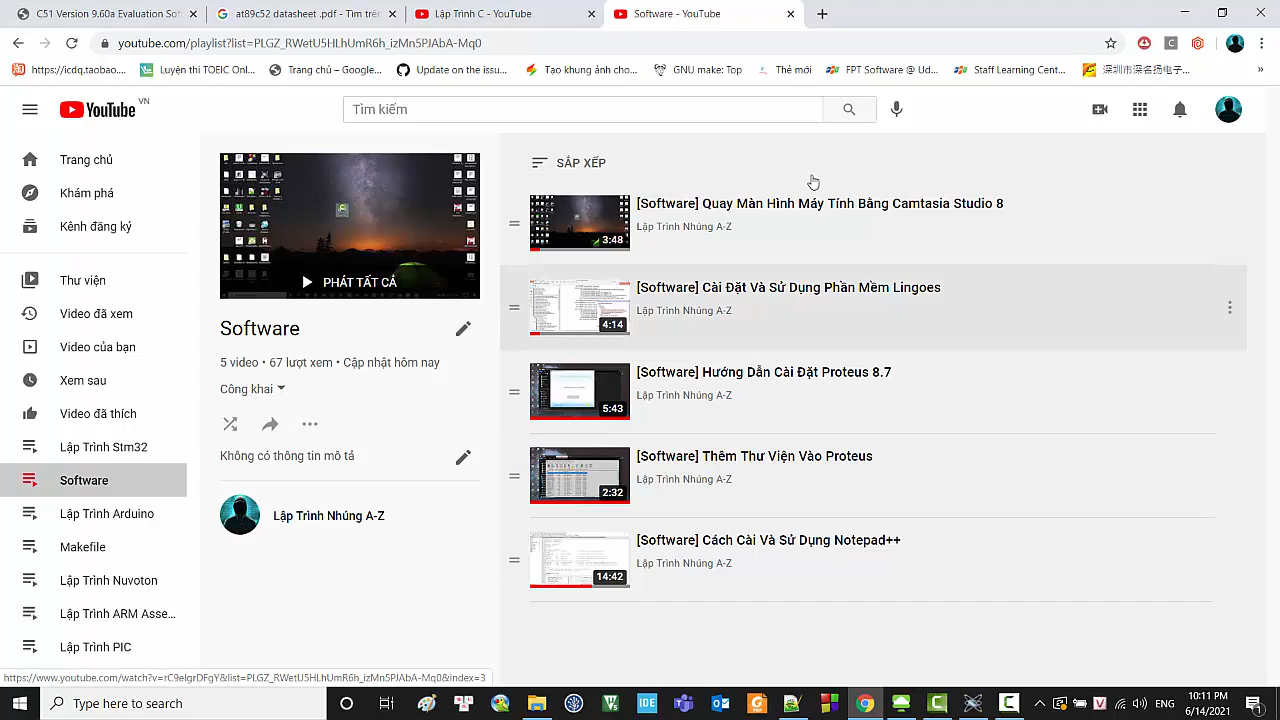 C51 Version 9.60a Evaluation Sof
at89c52 datasheet .pdf - Tìm trên
Lập Trình C - YouTube
Software - YouTube
youtube.com/playlist?list=PLGZ_RWetU5HLhUmR6h_izMn5PJAbA-Mq0
https://icdq.taobao....
Luyện thi TOEIC Onl...
Trang chủ – Google...
Update on the issu...
Tạo khung ảnh cho...
GNU make: Top
Thẻ mới
FPT Software @ Ud...
Staff Learning Cent...
深圳市深名扬电子...
YouTube VN
Tìm kiếm
Trang chủ
Khám phá
Kênh đăng ký
Thư viện
Video đã xem
Video của bạn
Xem sau
Video đã thích
Lập Trình Stm32
Software
Lập Trình Arduino
Makefile
Lập Trình Nuvoton
Lập Trình ARM Asse...
Lập Trình PIC
PHÁT TẤT CẢ
Software
5 video • 67 lượt xem • Cập nhật hôm nay
Công khai
Không có thông tin mô tả
Lập Trình Nhúng A-Z
SẮP XẾP
[Software] Quay Màn Hình Máy Tính Bằng Camtasia Studio 8
Lập Trình Nhúng A-Z
3:48
[Software] Cài Đặt Và Sử Dụng Phần Mềm Lingoes
Lập Trình Nhúng A-Z
4:14
[Software] Hướng Dẫn Cài Đặt Proteus 8.7
Lập Trình Nhúng A-Z
5:43
[Software] Thêm Thư Viện Vào Proteus
Lập Trình Nhúng A-Z
2:32
[Software] Cách Cài Và Sử Dụng Notepad++
Lập Trình Nhúng A-Z
14:42
https://www.youtube.com/watch?v=rC9eIgrDFgY&list=PLGZ_RWetU5HLhUmR6h_izMn5PJAbA-Mq0&index=3
Type here to search
IDE
ENG
10:11 PM
6/14/2021